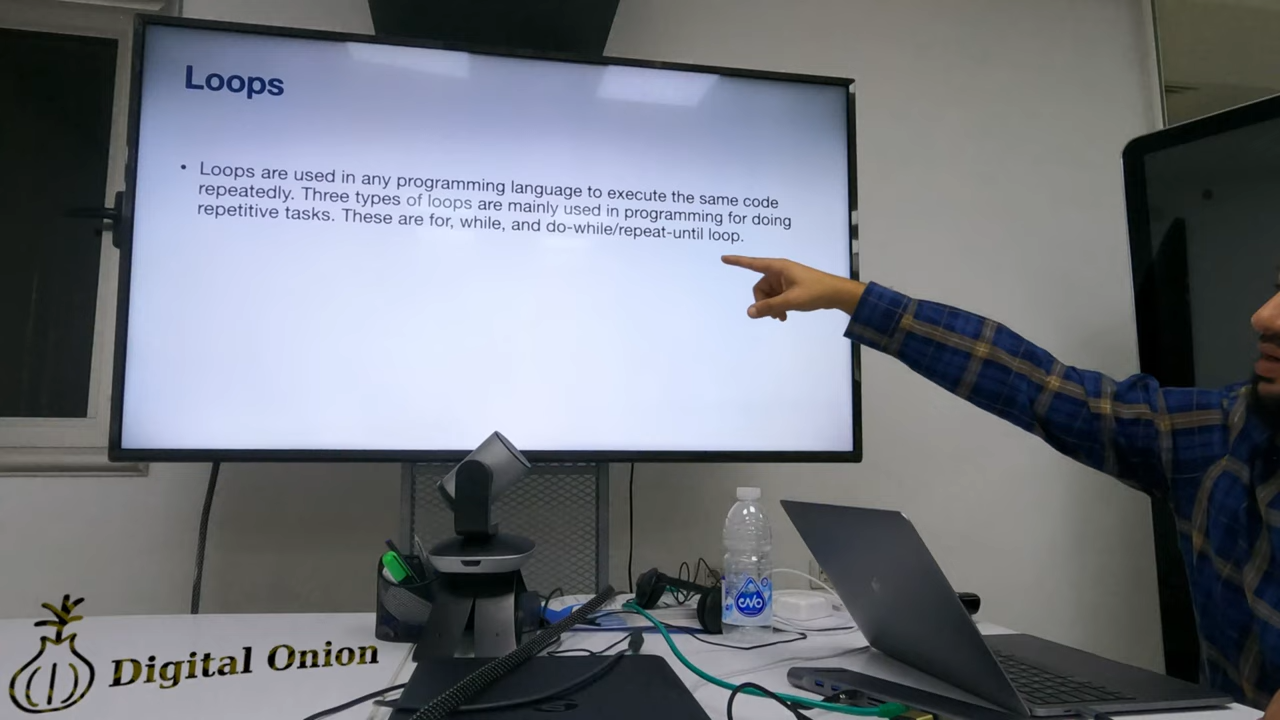 Loops
• Loops are used in any programming language to execute the same code
repeatedly. Three types of loops are mainly used in programming for doing
repetitive tasks. These are for, while, and do-while/repeat-until loop.
Digital Onion